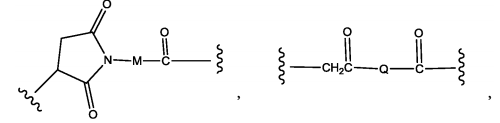 O O O O
N M C CH₂C Q C
O , ,